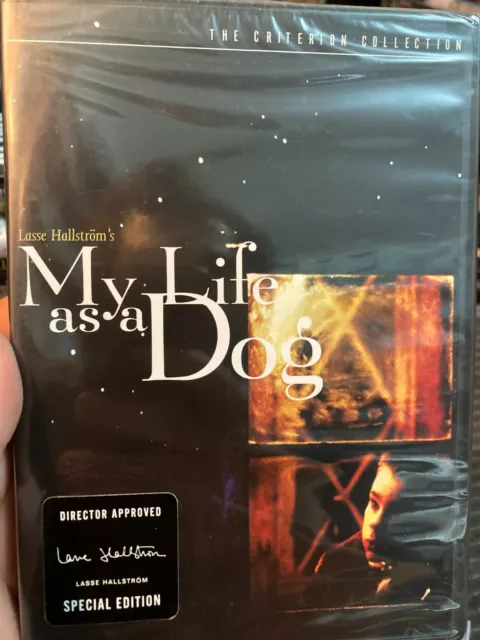 THE CRITERION COLLECTION
Lasse Hallström's
My Life
as a
Dog
DIRECTOR APPROVED
Lasse Hallström
LASSE HALLSTRÖM
SPECIAL EDITION